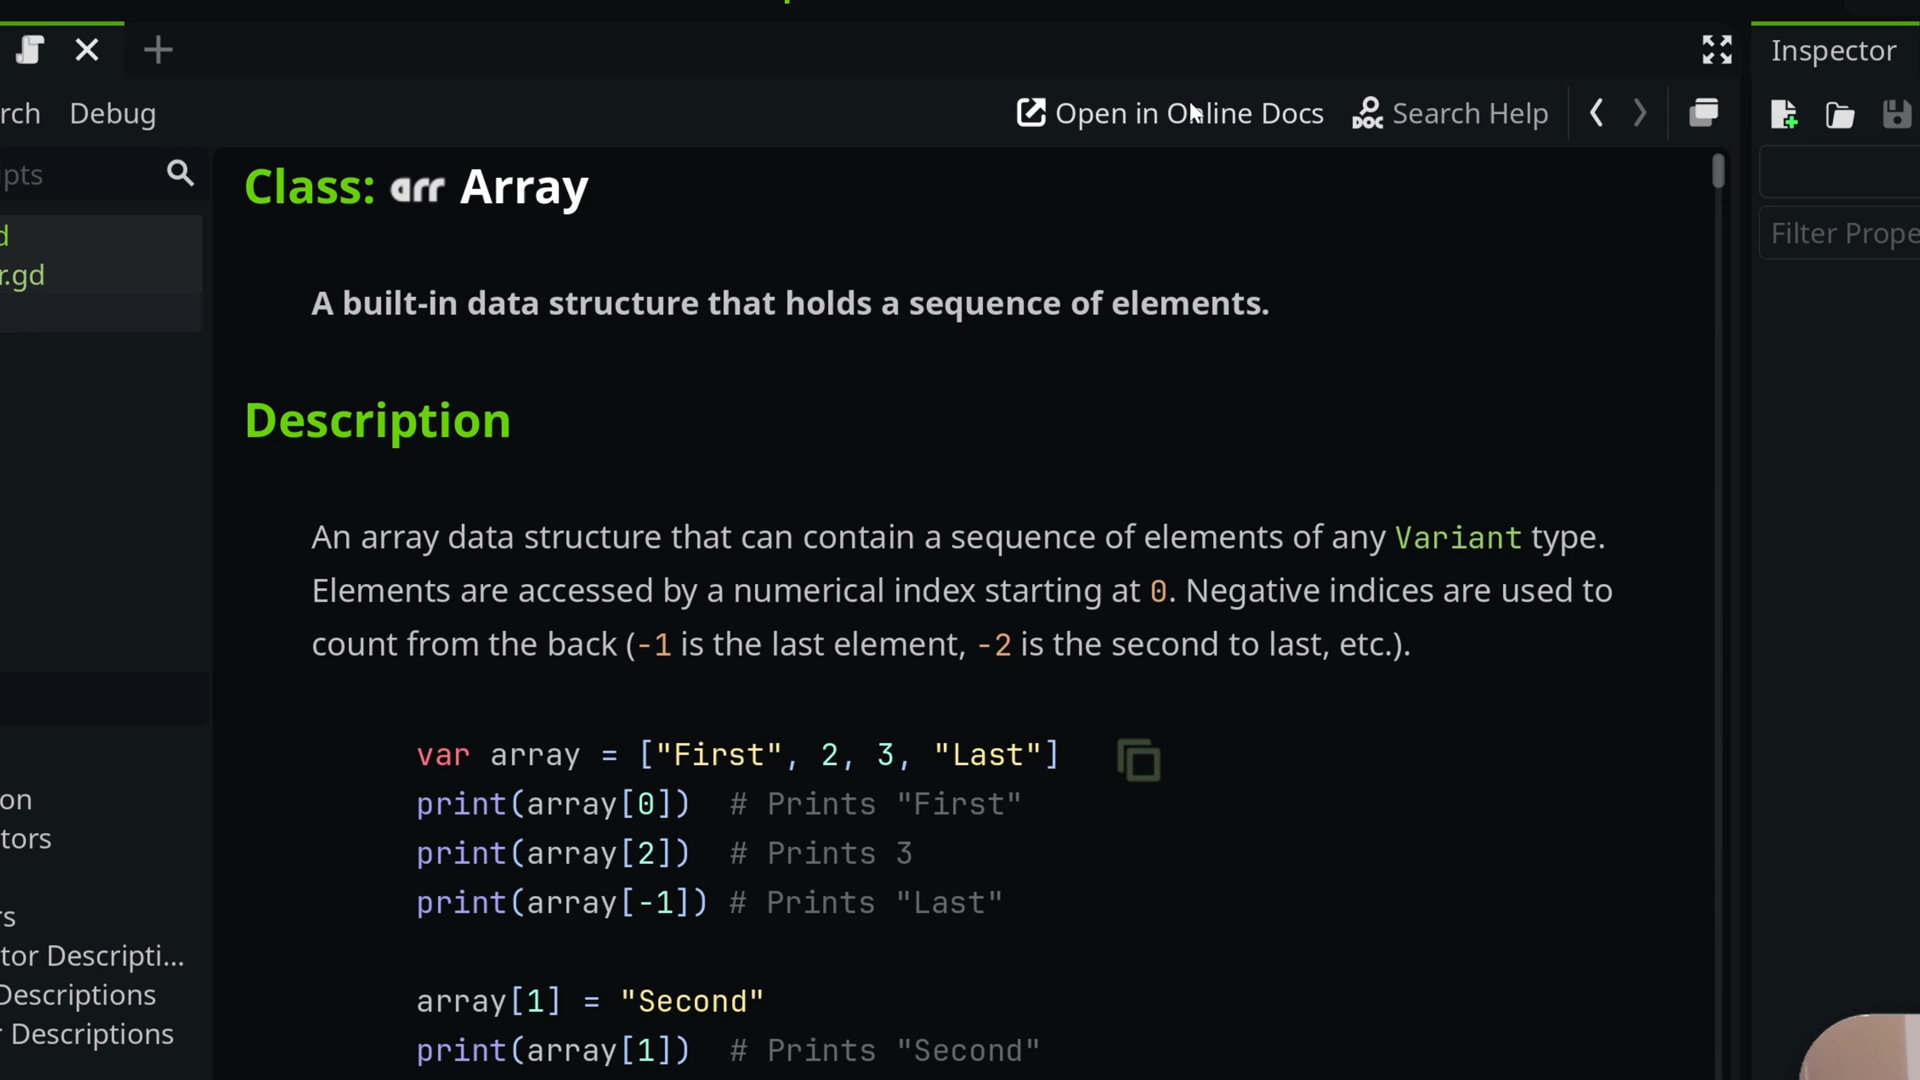 Inspector
rch Debug
Open in Online Docs
DOC Search Help
ipts
Filter Prope
d
r.gd
Class: arr Array
A built-in data structure that holds a sequence of elements.
Description
An array data structure that can contain a sequence of elements of any Variant type.
Elements are accessed by a numerical index starting at 0. Negative indices are used to
count from the back (-1 is the last element, -2 is the second to last, etc.).
var array = ["First", 2, 3, "Last"]
print(array[0])  # Prints "First"
print(array[2])  # Prints 3
print(array[-1]) # Prints "Last"
array[1] = "Second"
print(array[1])  # Prints "Second"
on
tors
rs
tor Descripti...
Descriptions
r Descriptions